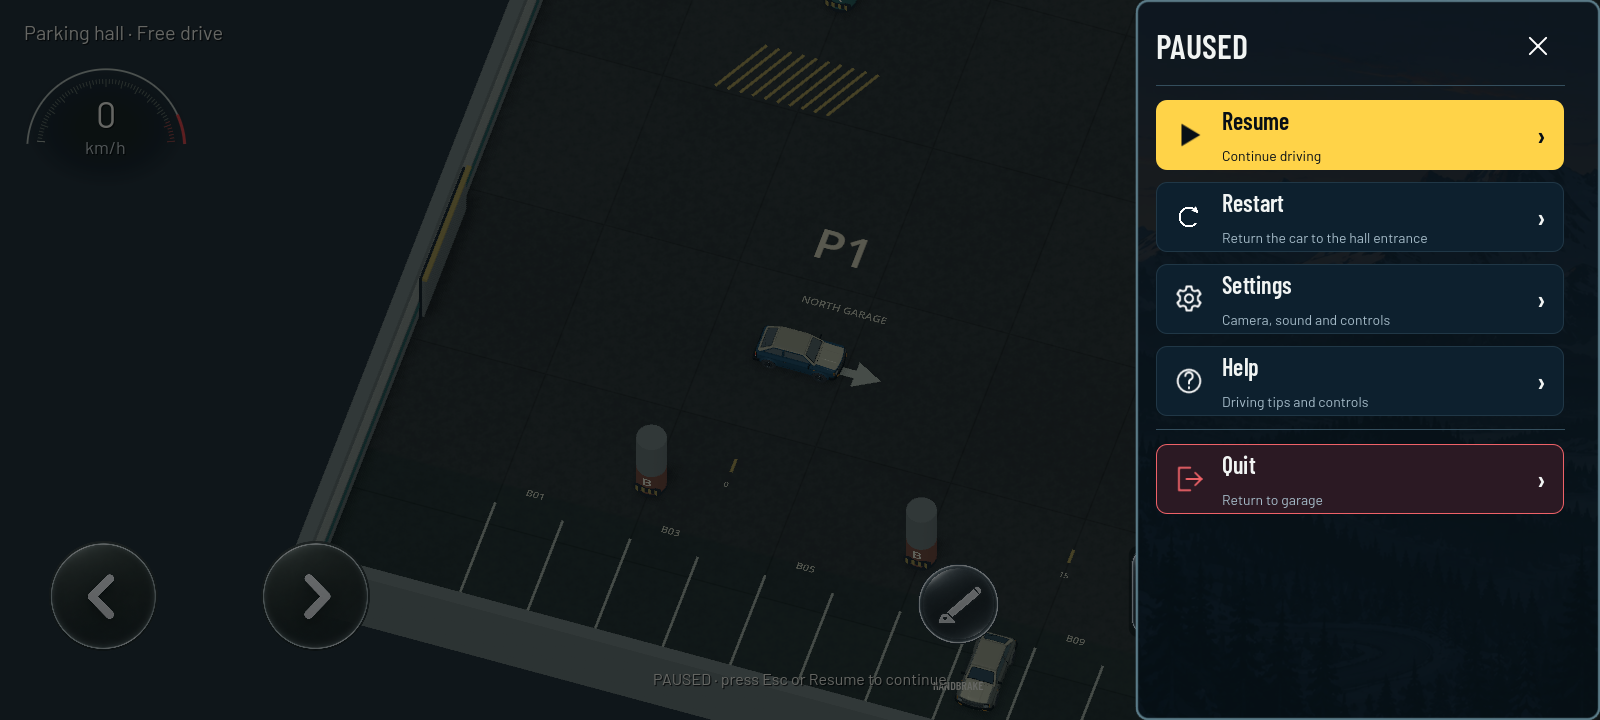 Parking hall · Free drive
0
km/h
P1
NORTH GARAGE
B
0
B01
B03
B
B05
15
B09
HANDBRAKE
PAUSED · press Esc or Resume to continue
PAUSED
Resume
Continue driving
Restart
Return the car to the hall entrance
Settings
Camera, sound and controls
Help
Driving tips and controls
Quit
Return to garage